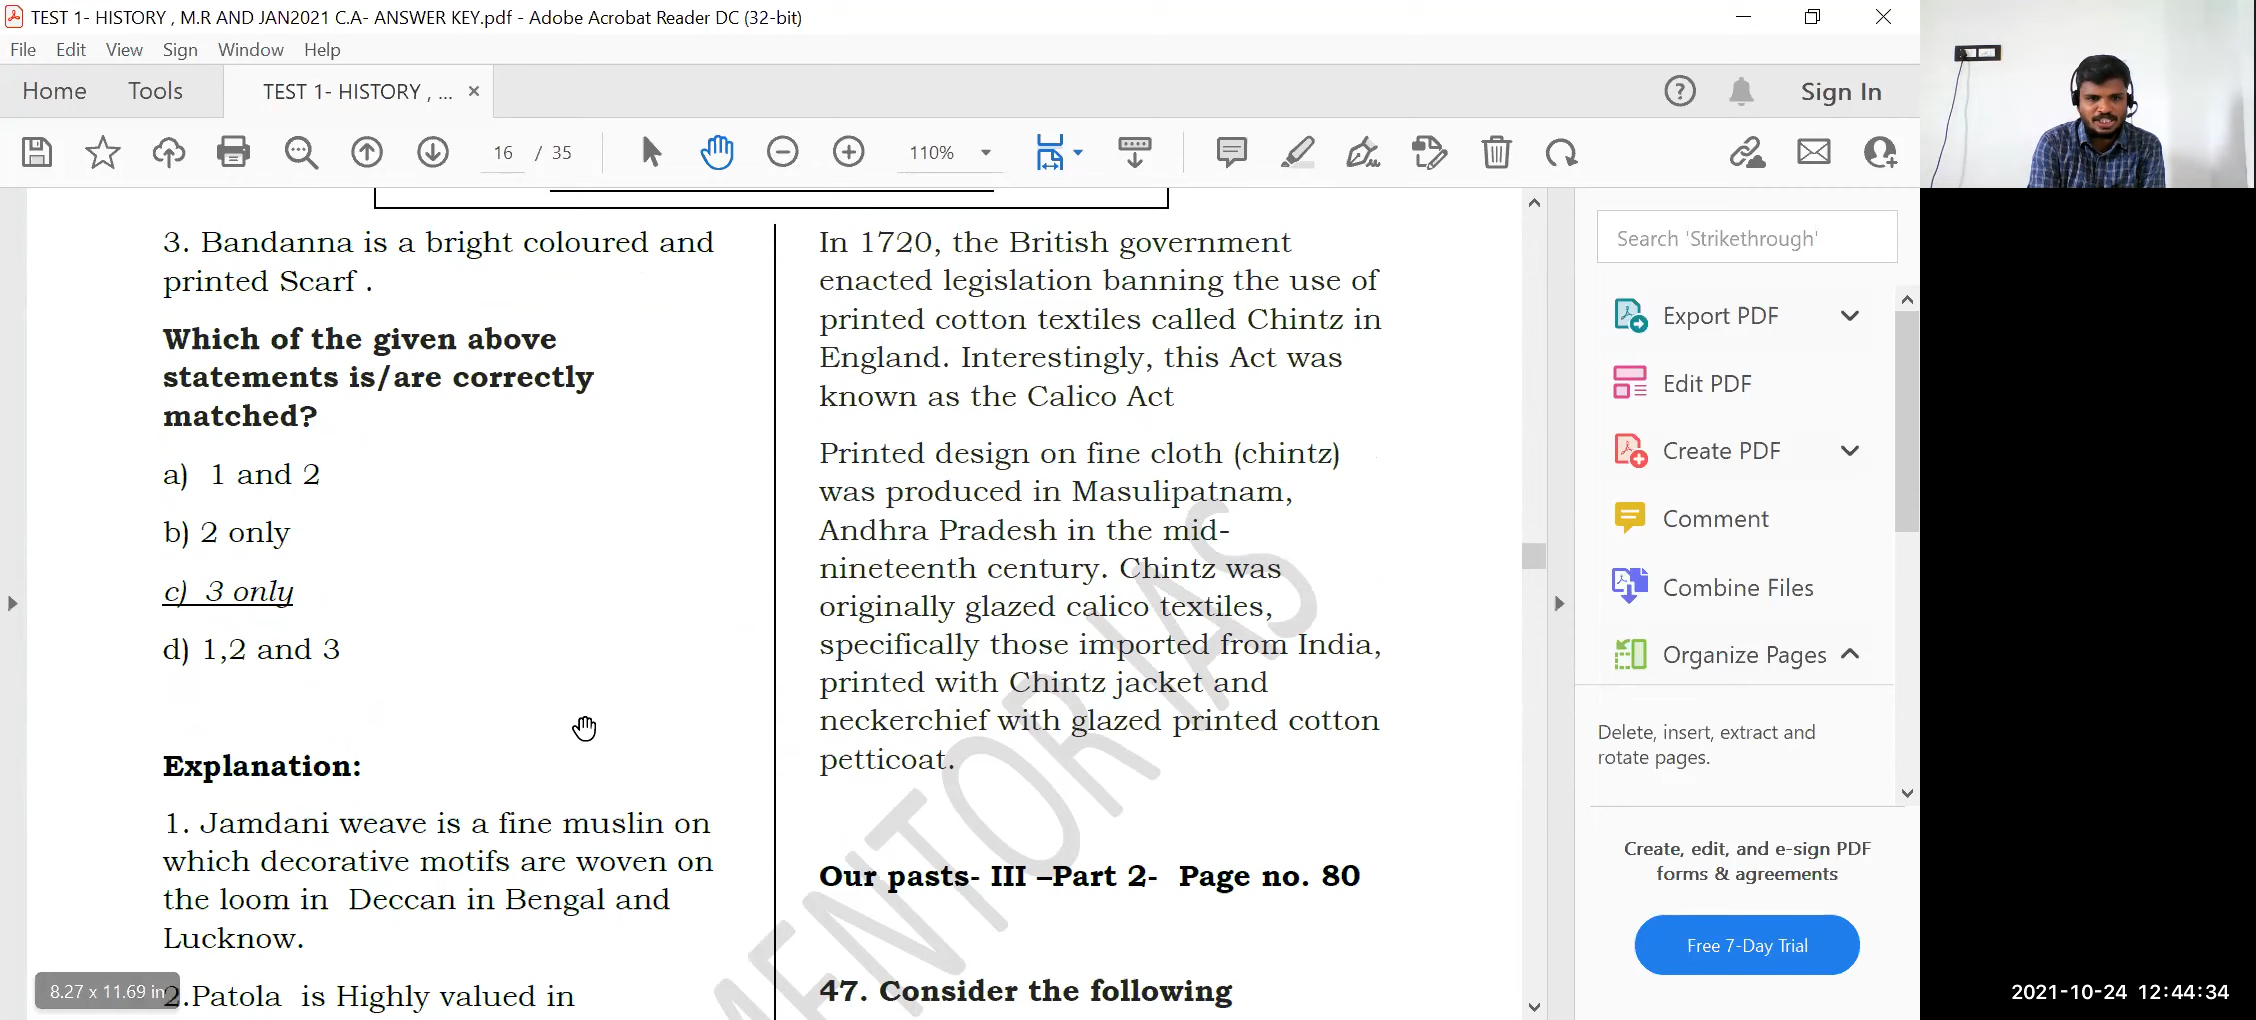 TEST 1- HISTORY , M.R AND JAN2021 C.A- ANSWER KEY.pdf - Adobe Acrobat Reader DC (32-bit)
File Edit View Sign Window Help
Home Tools TEST 1- HISTORY , ... × Sign In
16 / 35 110%
3. Bandanna is a bright coloured and
printed Scarf .
Which of the given above
statements is/are correctly
matched?
a) 1 and 2
b) 2 only
c) 3 only
d) 1,2 and 3
Explanation:
1. Jamdani weave is a fine muslin on
which decorative motifs are woven on
the loom in Deccan in Bengal and
Lucknow.
2.Patola is Highly valued in
8.27 x 11.69 in
In 1720, the British government
enacted legislation banning the use of
printed cotton textiles called Chintz in
England. Interestingly, this Act was
known as the Calico Act
Printed design on fine cloth (chintz)
was produced in Masulipatnam,
Andhra Pradesh in the mid-
nineteenth century. Chintz was
originally glazed calico textiles,
specifically those imported from India,
printed with Chintz jacket and
neckerchief with glazed printed cotton
petticoat.
Our pasts- III –Part 2- Page no. 80
47. Consider the following
MENTOR IAS
Search 'Strikethrough'
Export PDF
Edit PDF
Create PDF
Comment
Combine Files
Organize Pages
Delete, insert, extract and
rotate pages.
Create, edit, and e-sign PDF
forms & agreements
Free 7-Day Trial
2021-10-24 12:44:34